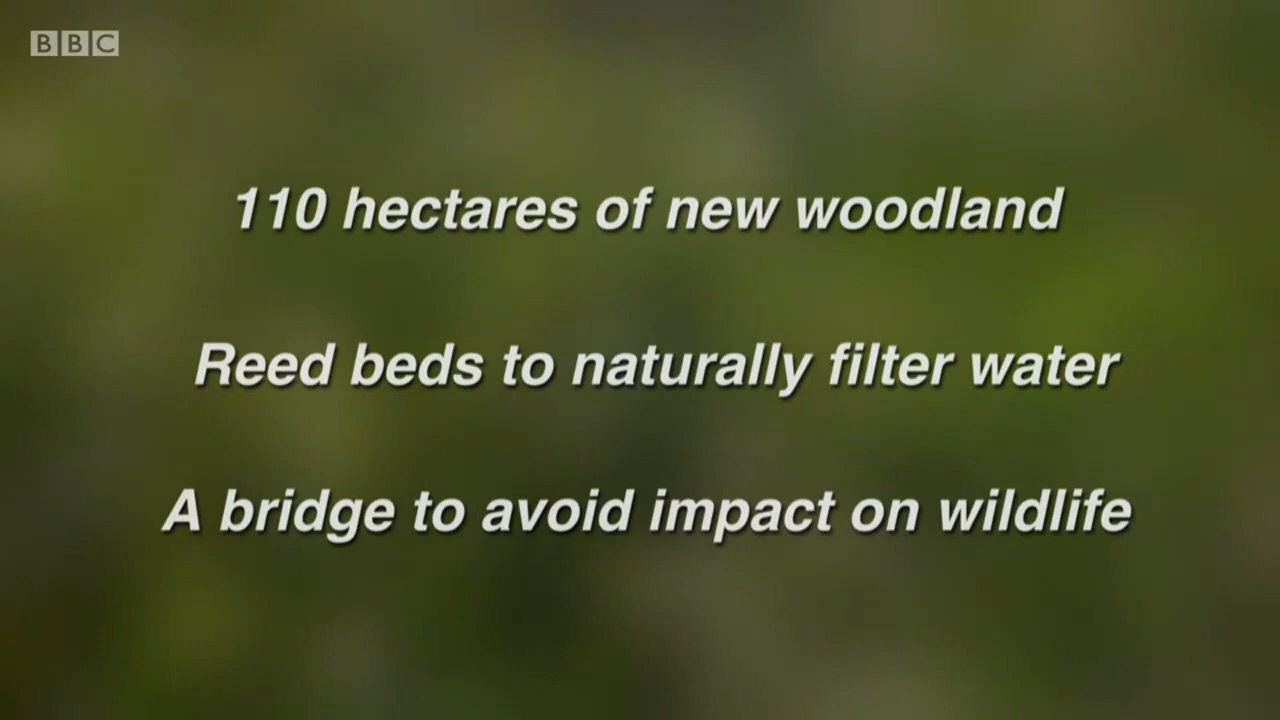 BBC
110 hectares of new woodland
Reed beds to naturally filter water
A bridge to avoid impact on wildlife